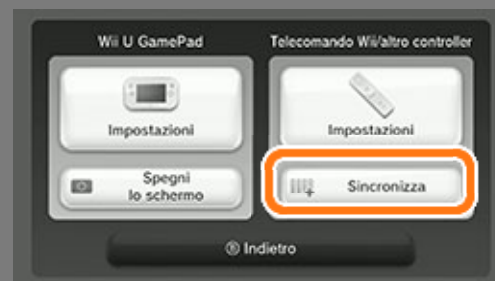 Wii U GamePad
Telecomando Wii/altro controller
Impostazioni
Impostazioni
Spegni
lo schermo
Sincronizza
Ⓑ Indietro